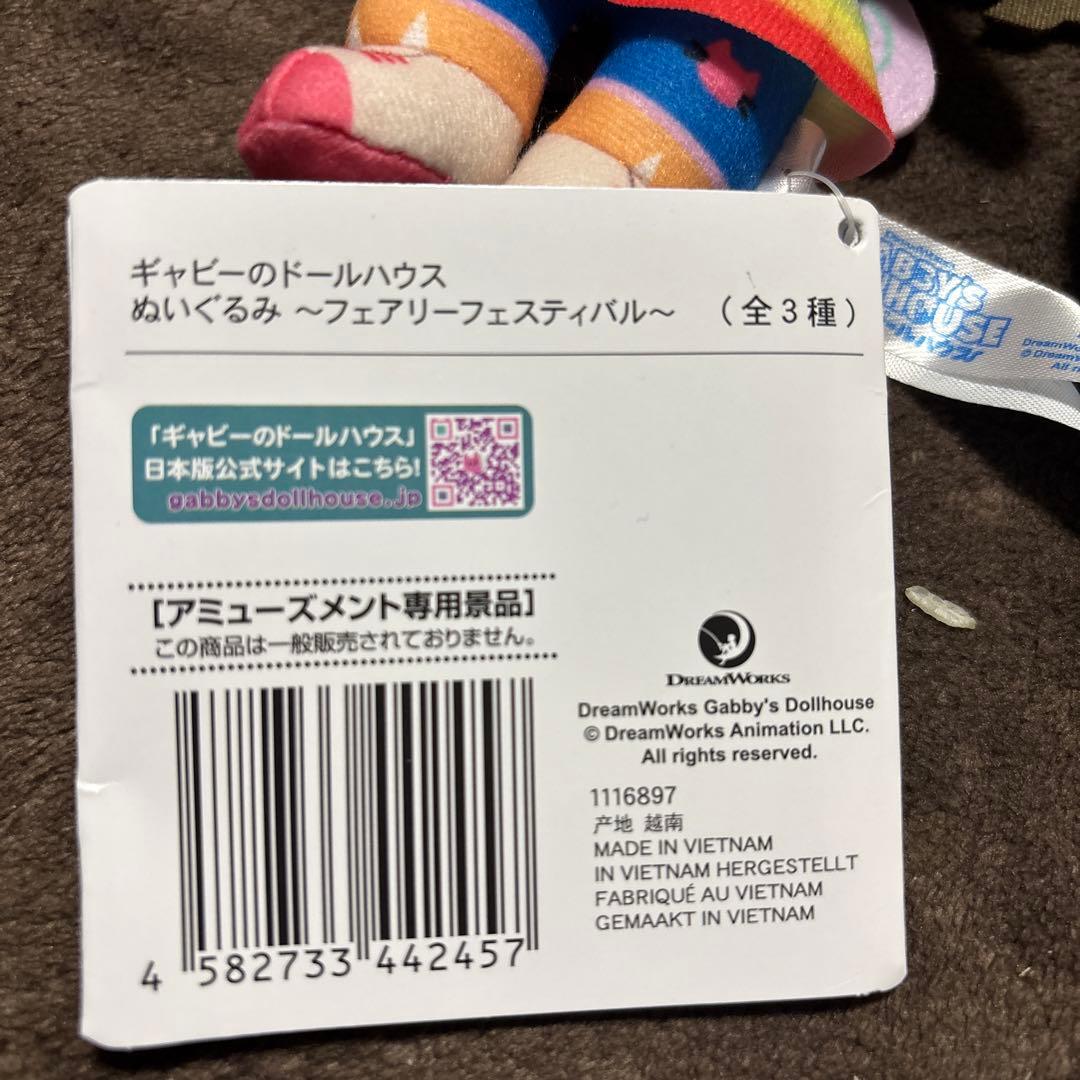 ギャビーのドールハウス
ぬいぐるみ ～フェアリーフェスティバル～ （全3種）
「ギャビーのドールハウス」
日本版公式サイトはこちら!
gabbysdollhouse.jp
[アミューズメント専用景品]
この商品は一般販売されておりません。
4 582733 442457
DREAMWORKS
DreamWorks Gabby's Dollhouse
© DreamWorks Animation LLC.
All rights reserved.
1116897
产地 越南
MADE IN VIETNAM
IN VIETNAM HERGESTELLT
FABRIQUÉ AU VIETNAM
GEMAAKT IN VIETNAM